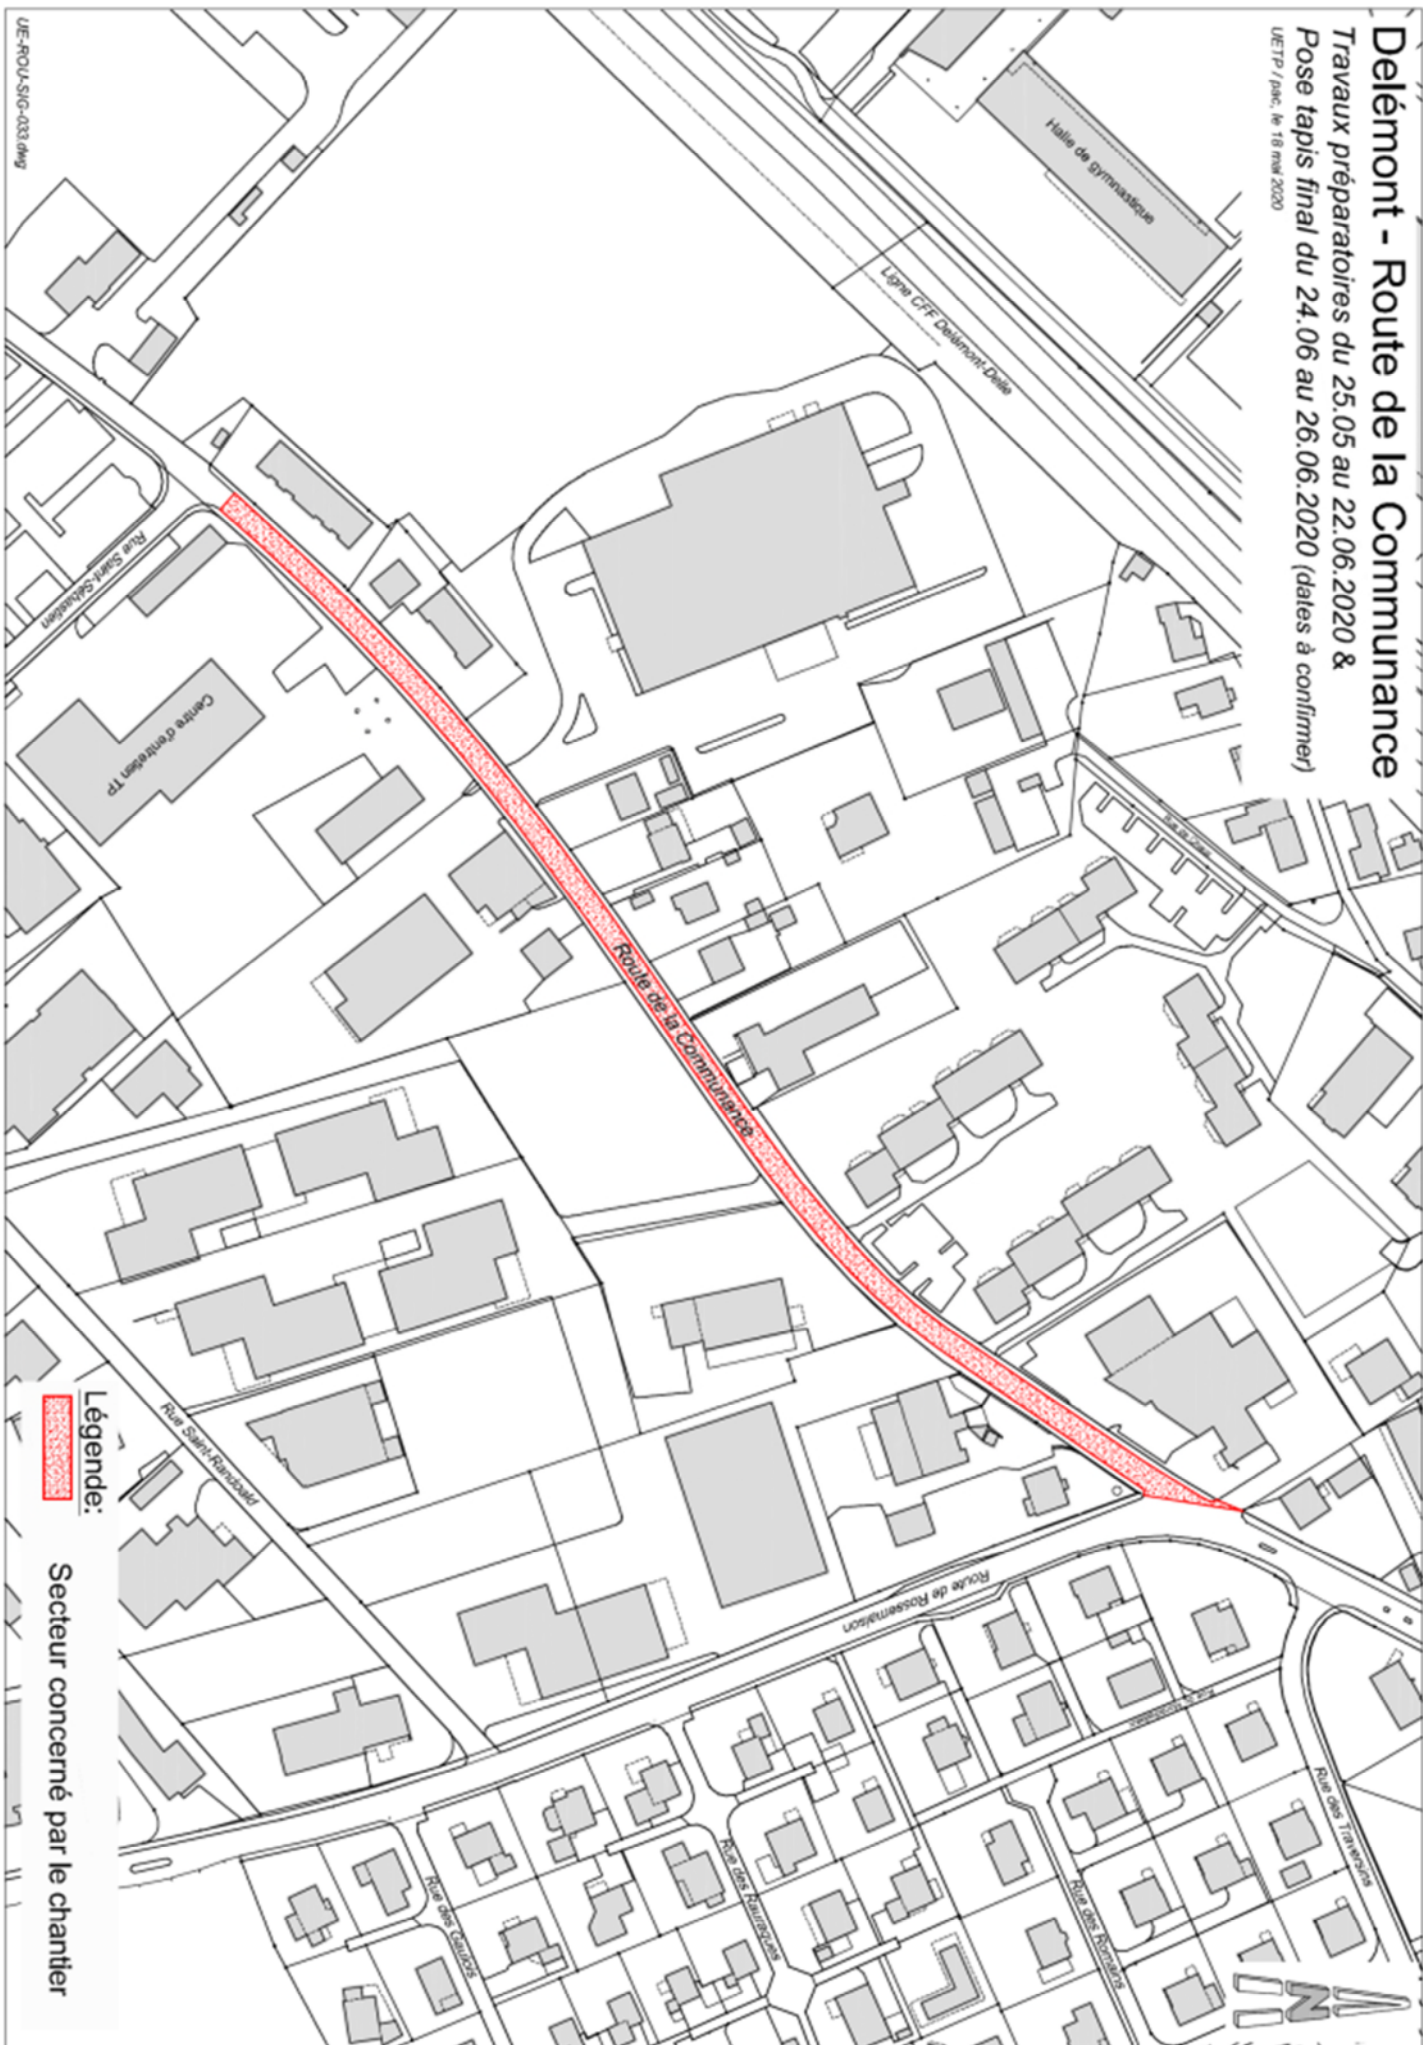 Delémont - Route de la Communance
Travaux préparatoires du 25.05 au 22.06.2020 &
Pose tapis final du 24.06 au 26.06.2020 (dates à confirmer)
UETP / pac, le 18 mai 2020
Halle de gymnastique
Ligne CFF Delémont-Delle
Route de la Communance
Rue Saint-Sébastien
Centre d'entretien TP
Rue Saint-Randoald
Route de Rossemaison
Rue des Traversins
Rue des Romains
Rue des Rauraques
Rue des Gaulois
N
Légende:
Secteur concerné par le chantier
UE-ROU-SIG-033.dwg